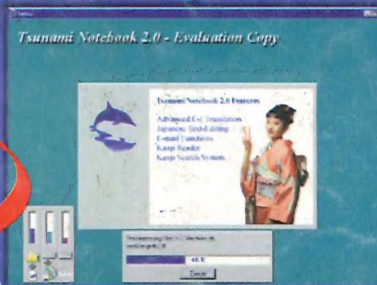 Tsunami Notebook 2.0 - Evaluation Copy
Tsunami Notebook 2.0 Features
Advanced E-J Translation
Japanese Text-Editing
E-mail Functions
Kanji Reader
Kanji Search System
Cancel